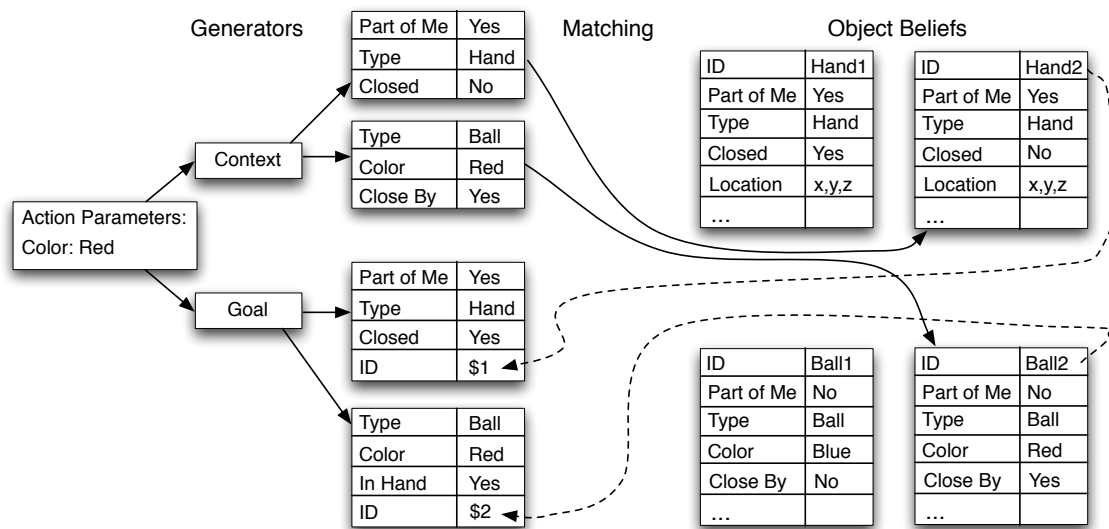 Generators
Matching
Object Beliefs
Action Parameters:
Color: Red
Context
Goal
Part of Me Yes
Type Hand
Closed No
Type Ball
Color Red
Close By Yes
Part of Me Yes
Type Hand
Closed Yes
ID $1
Type Ball
Color Red
In Hand Yes
ID $2
ID Hand1
Part of Me Yes
Type Hand
Closed Yes
Location x,y,z
...
ID Hand2
Part of Me Yes
Type Hand
Closed No
Location x,y,z
...
ID Ball1
Part of Me No
Type Ball
Color Blue
Close By No
...
ID Ball2
Part of Me No
Type Ball
Color Red
Close By Yes
...